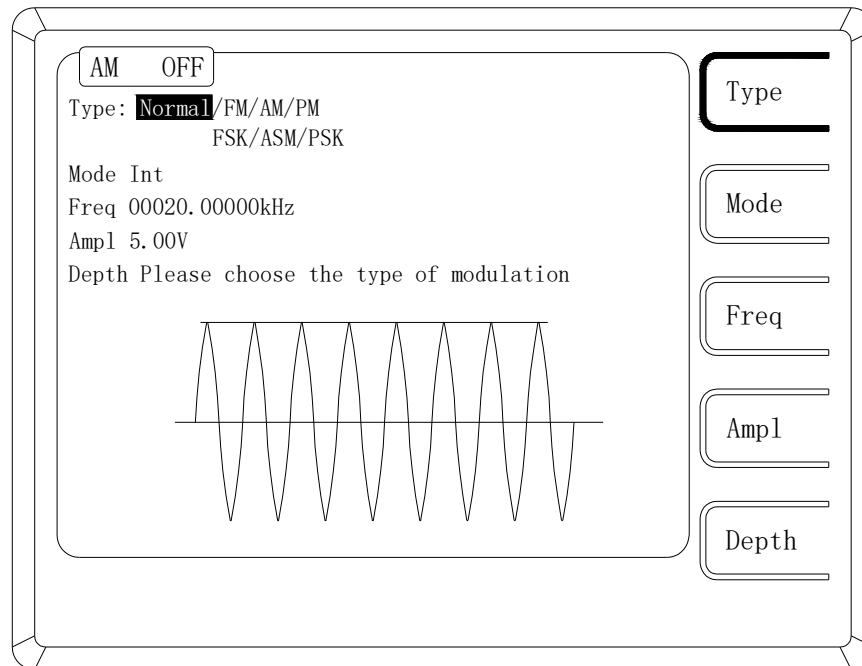 AM OFF
Type: Normal/FM/AM/PM
FSK/ASM/PSK
Mode Int
Freq 00020.00000kHz
Ampl 5.00V
Depth Please choose the type of modulation
Type
Mode
Freq
Ampl
Depth